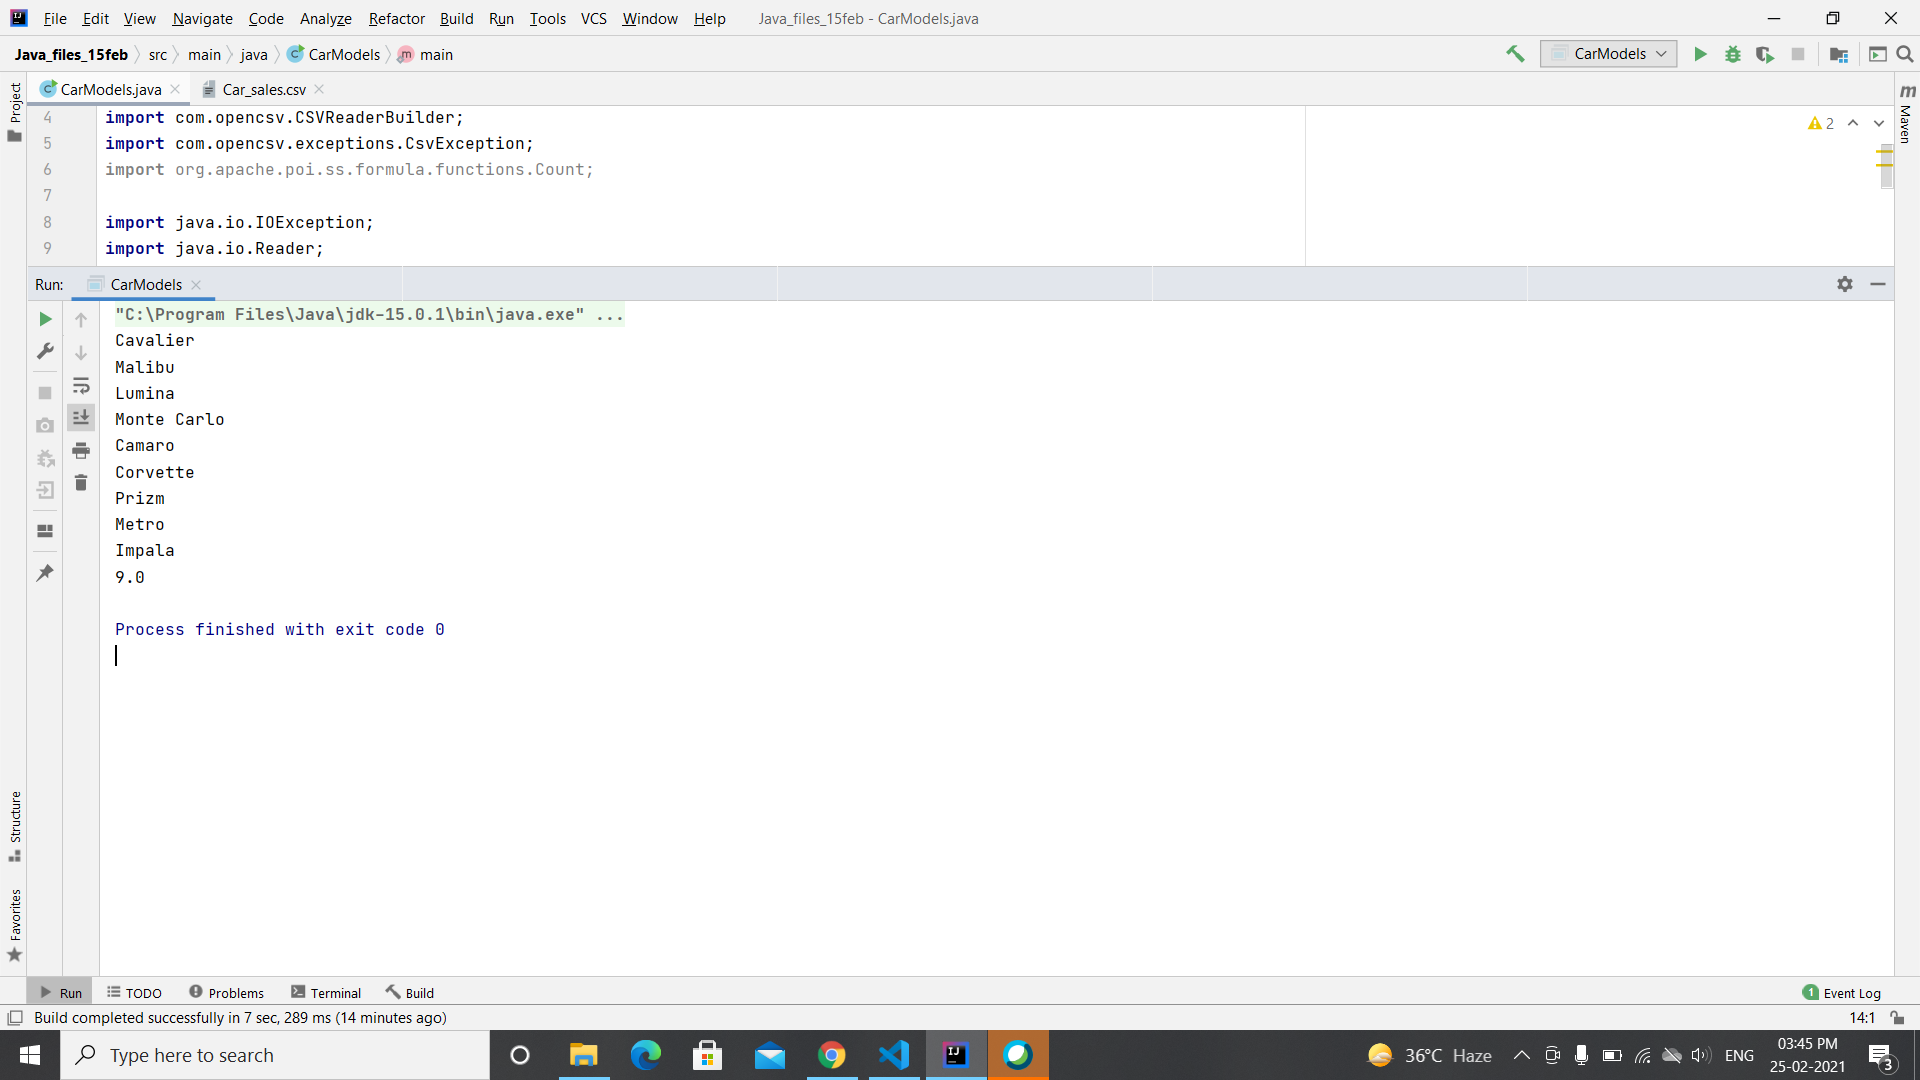 File Edit View Navigate Code Analyze Refactor Build Run Tools VCS Window Help Java_files_15feb - CarModels.java
Java_files_15feb src main java CarModels main CarModels
CarModels.java Car_sales.csv
4 import com.opencsv.CSVReaderBuilder;
5 import com.opencsv.exceptions.CsvException;
6 import org.apache.poi.ss.formula.functions.Count;
7
8 import java.io.IOException;
9 import java.io.Reader;
2
Project
Maven
Run: CarModels
"C:\Program Files\Java\jdk-15.0.1\bin\java.exe" ...
Cavalier
Malibu
Lumina
Monte Carlo
Camaro
Corvette
Prizm
Metro
Impala
9.0
Process finished with exit code 0
Structure
Favorites
Run TODO Problems Terminal Build 1 Event Log
Build completed successfully in 7 sec, 289 ms (14 minutes ago) 14:1
Type here to search 36°C Haze ENG 03:45 PM
25-02-2021 3